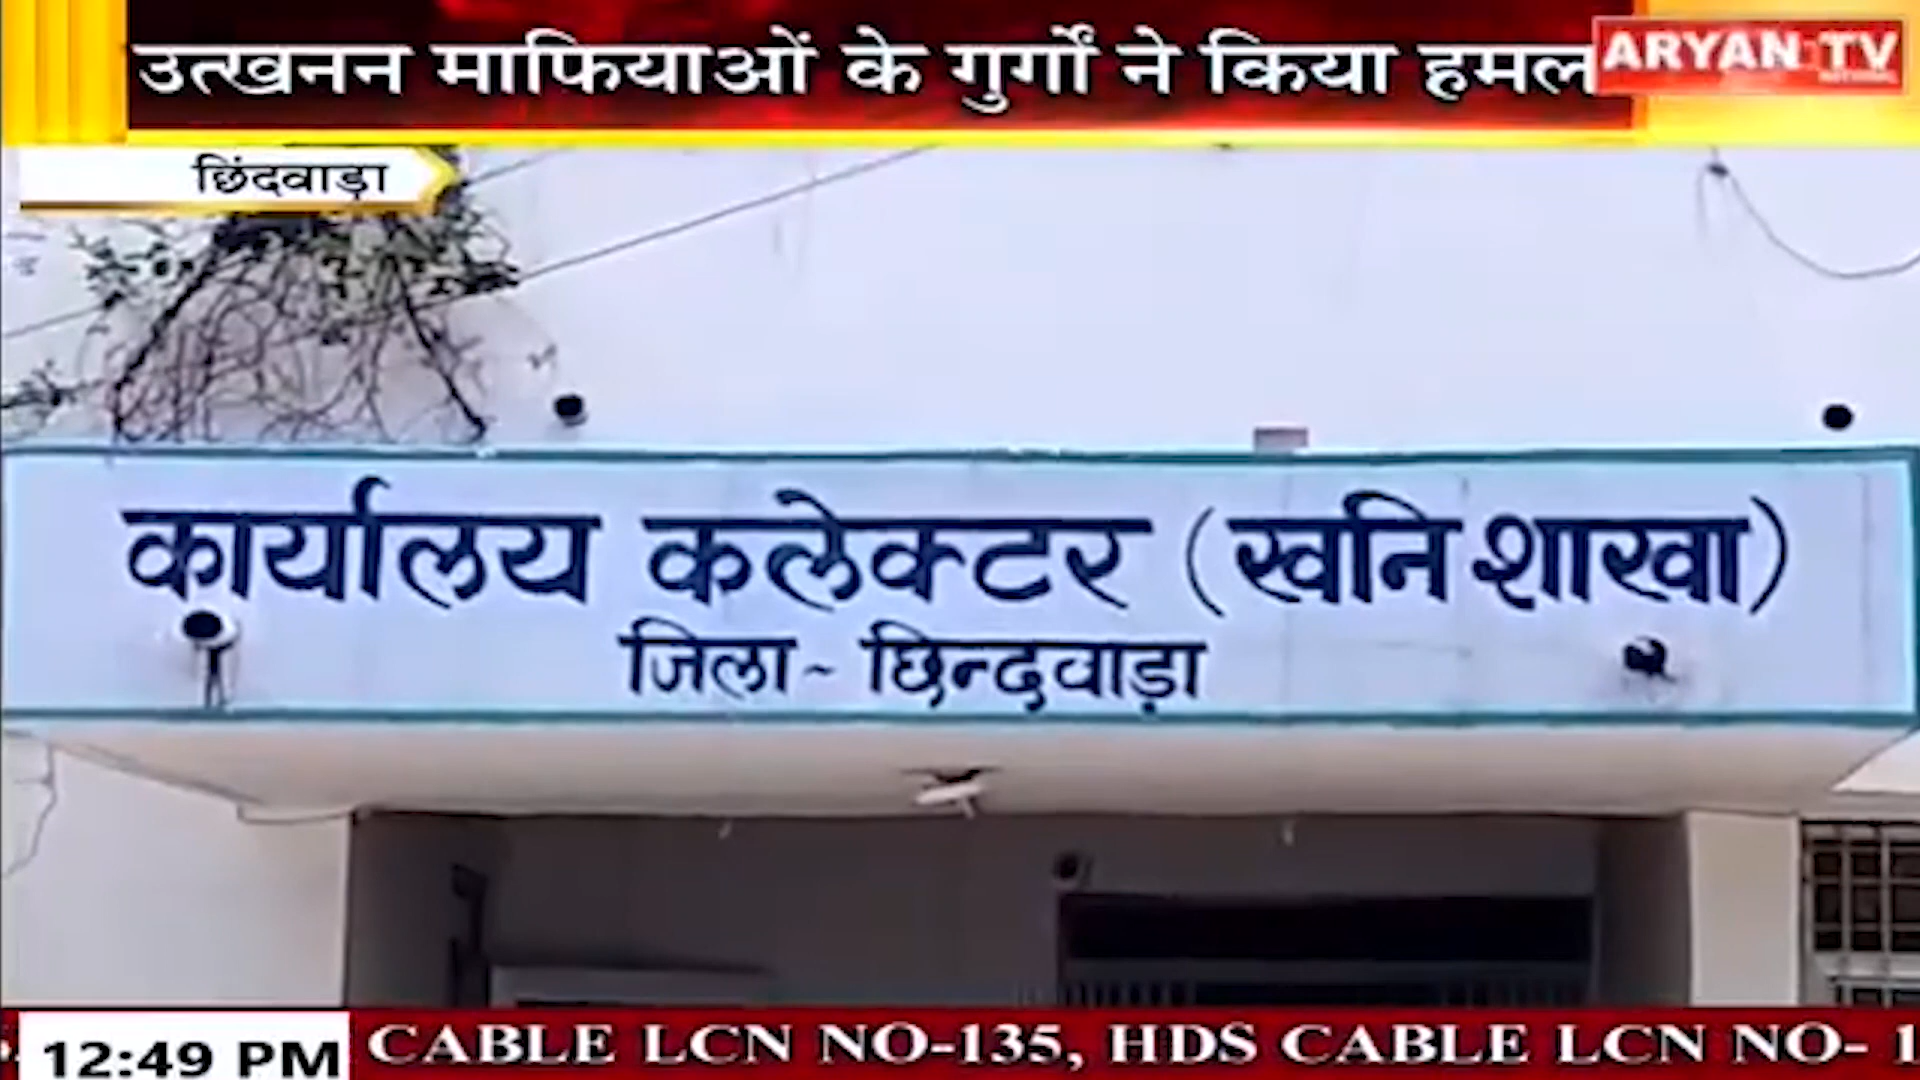 उत्खनन माफियाओं के गुर्गों ने किया हमल
ARYAN TV
छिंदवाड़ा
कार्यालय कलेक्टर (खनि शाखा)
जिला - छिन्दवाड़ा
12:49 PM CABLE LCN NO-135, HDS CABLE LCN NO- 1